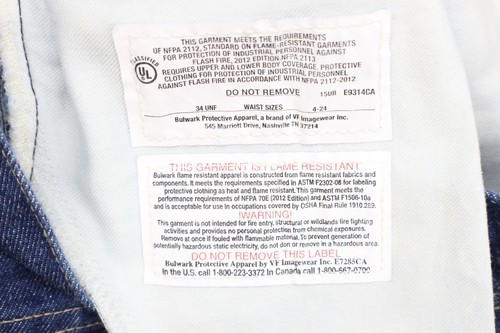 THIS GARMENT MEETS THE REQUIREMENTS
OF NFPA 2112, STANDARD ON FLAME-RESISTANT GARMENTS
FOR PROTECTION OF INDUSTRIAL PERSONNEL AGAINST
FLASH FIRE, 2012 EDITION. NFPA 2113
REQUIRES UPPER AND LOWER BODY COVERAGE. PROTECTIVE
CLOTHING FOR PROTECTION OF INDUSTRIAL PERSONNEL
AGAINST FLASH FIRE IN ACCORDANCE WITH NFPA 2112-2012
CLASSIFIED
UL
DO NOT REMOVE 150R E9314CA
34 UNF WAIST SIZES 4-24
Bulwark Protective Apparel, a brand of VF Imagewear Inc.
545 Marriott Drive, Nashville TN 37214
THIS GARMENT IS FLAME RESISTANT
Bulwark flame resistant apparel is constructed from flame resistant fabrics and
components. It meets the requirements specified in ASTM F2302-08 for labeling
protective clothing as heat and flame resistant. This garment meets the
performance requirements of NFPA 70E (2012 Edition) and ASTM F1506-10a
and is acceptable for use in occupations covered by OSHA Final Rule 1910.269.
!WARNING!
This garment is not intended for fire entry, structural or wildlands fire fighting
activities and provides no personal protection from chemical exposures.
Remove at once if fouled with flammable material. To prevent generation of
potentially hazardous static electricity, do not don or remove in a hazardous area.
DO NOT REMOVE THIS LABEL
Bulwark Protective Apparel by VF Imagewear Inc. E7285CA
In the U.S. call 1-800-223-3372 In Canada call 1-800-667-0700